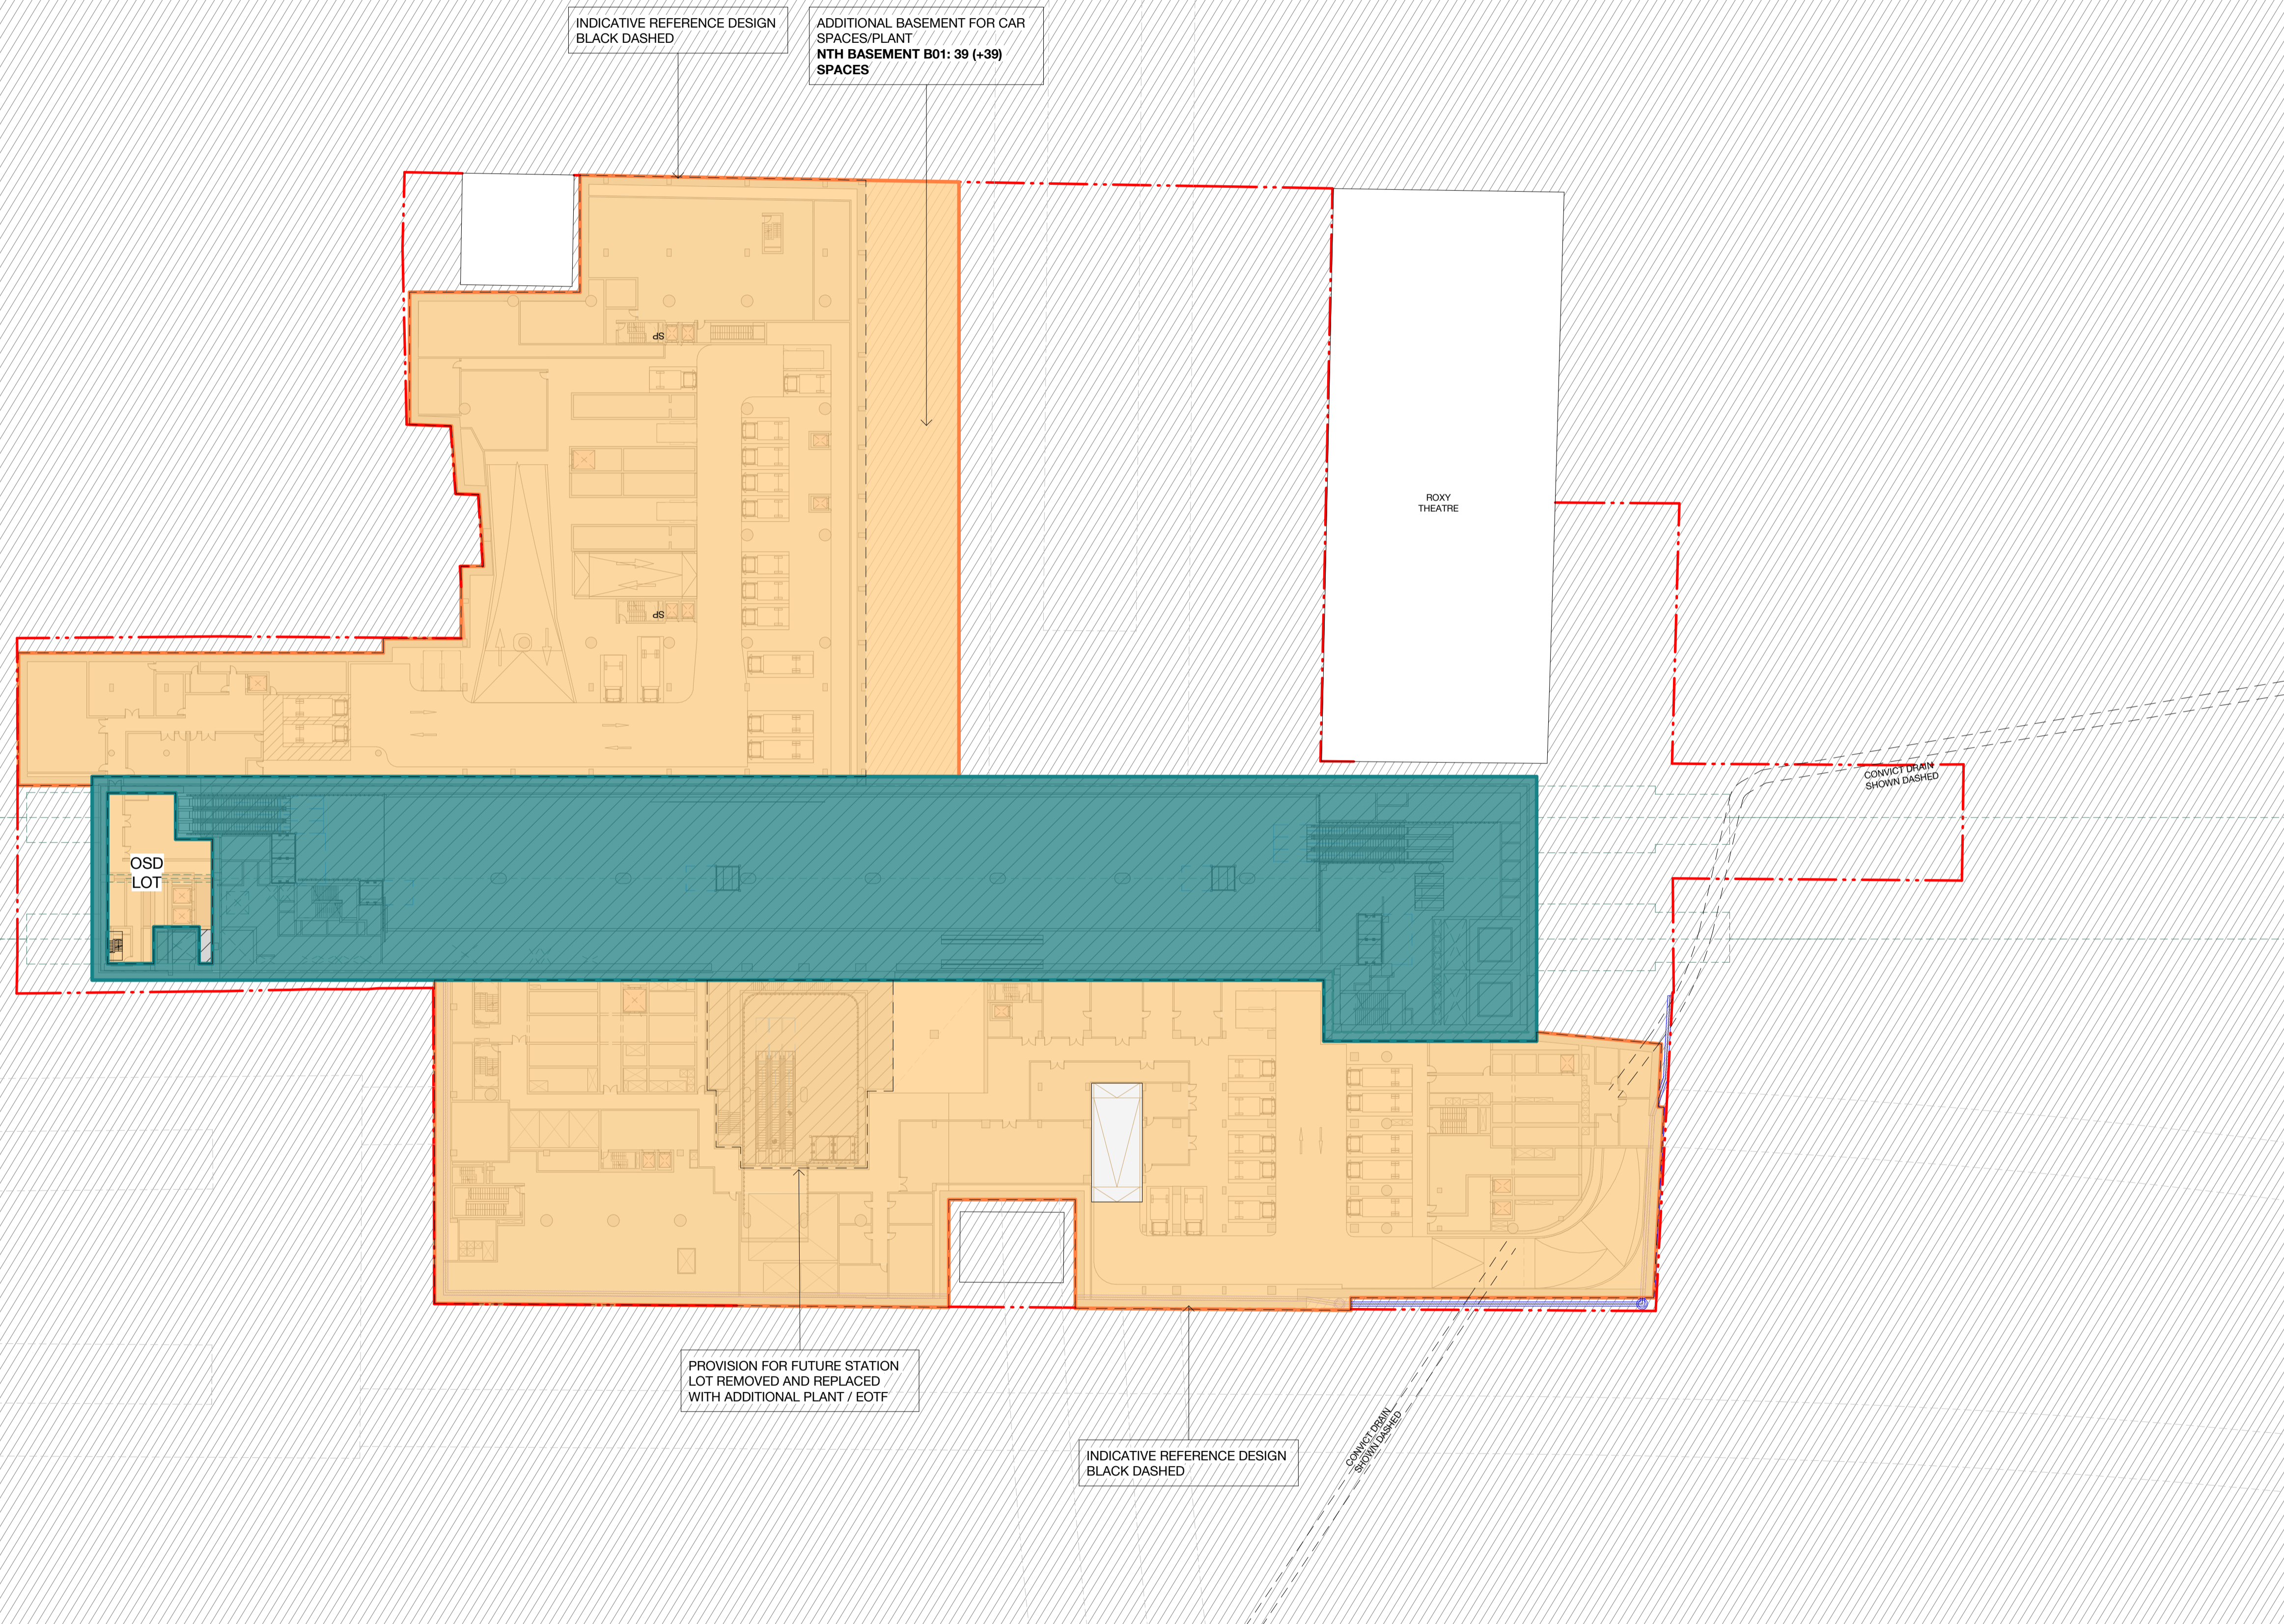 INDICATIVE REFERENCE DESIGN
BLACK DASHED
ADDITIONAL BASEMENT FOR CAR
SPACES/PLANT
NTH BASEMENT B01: 39 (+39)
SPACES
SP
ROXY
THEATRE
SP
CONVICT DRAIN
SHOWN DASHED
OSD
LOT
PROVISION FOR FUTURE STATION
LOT REMOVED AND REPLACED
WITH ADDITIONAL PLANT / EOTF
INDICATIVE REFERENCE DESIGN
BLACK DASHED
CONVICT DRAIN
SHOWN DASHED